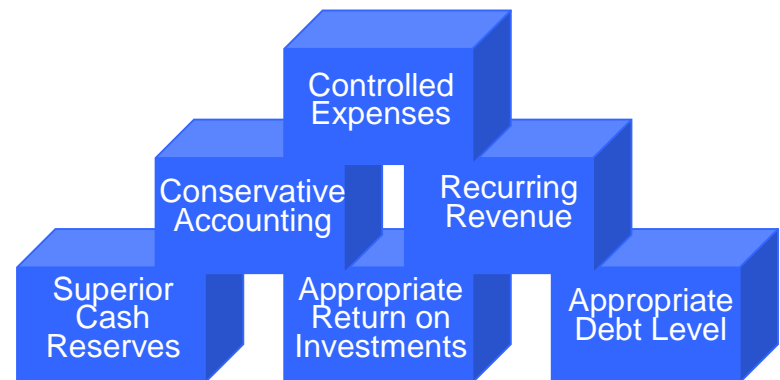 Controlled
Expenses
Conservative
Accounting
Recurring
Revenue
Superior
Cash
Reserves
Appropriate
Return on
Investments
Appropriate
Debt Level